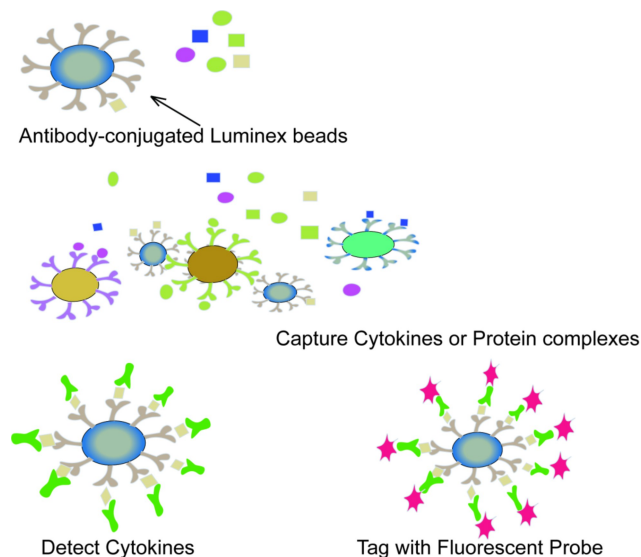 Antibody-conjugated Luminex beads
Capture Cytokines or Protein complexes
Detect Cytokines
Tag with Fluorescent Probe